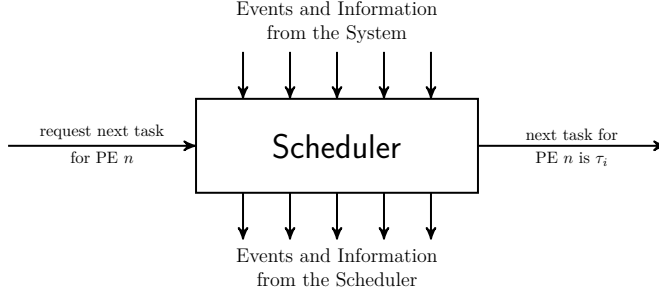 Events and Information
from the System
request next task
for PE n
Scheduler
next task for
PE n is τi
Events and Information
from the Scheduler